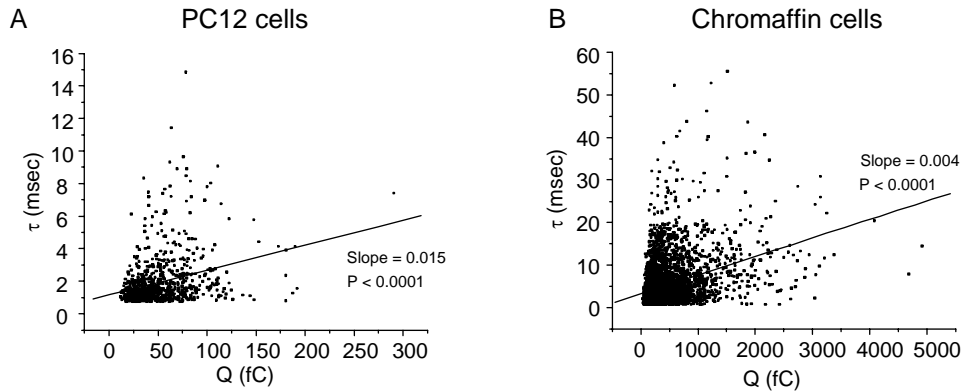 A
PC12 cells
16
14
12
10
8
6
4
2
0
τ (msec)
Slope = 0.015
P < 0.0001
0 50 100 150 200 250 300
Q (fC)
B
Chromaffin cells
60
50
40
30
20
10
0
τ (msec)
Slope = 0.004
P < 0.0001
0 1000 2000 3000 4000 5000
Q (fC)